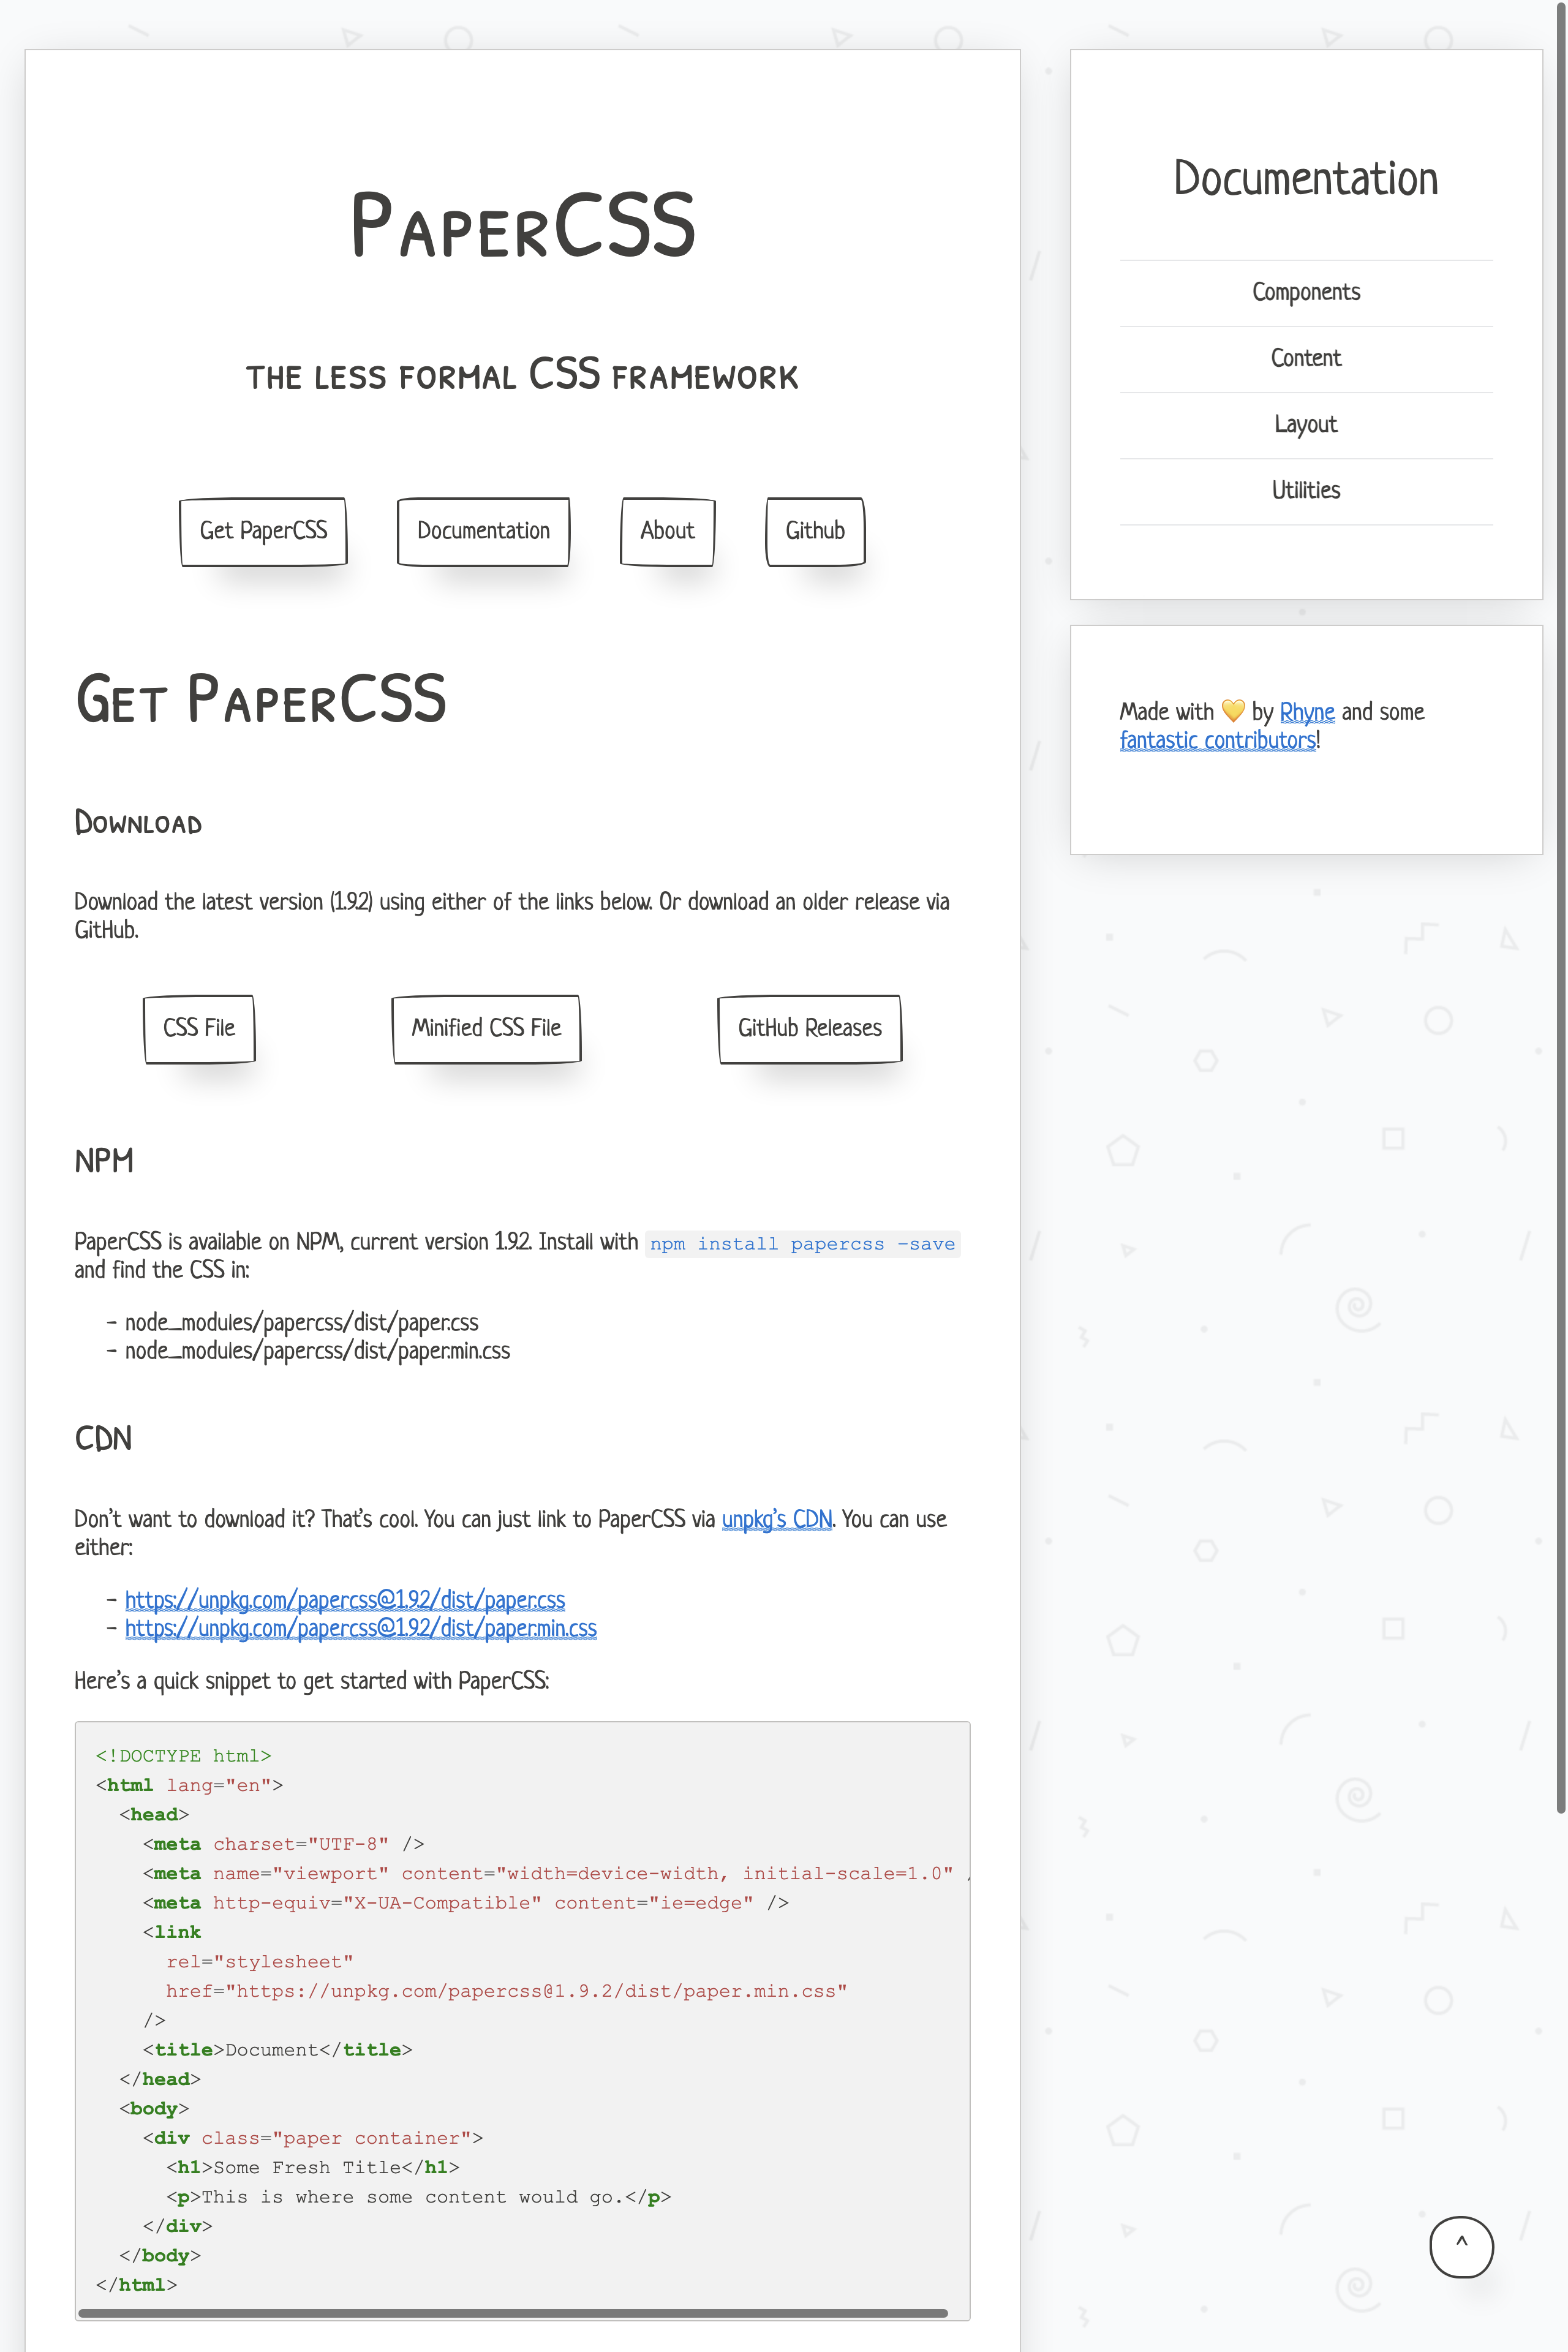 PaperCSS
the less formal CSS framework
Get PaperCSS
Documentation
About
Github
Get PaperCSS
Download
Download the latest version (1.9.2) using either of the links below. Or download an older release via
GitHub.
CSS File
Minified CSS File
GitHub Releases
NPM
PaperCSS is available on NPM, current version 1.9.2. Install with npm install papercss –save
and find the CSS in:
- node_modules/papercss/dist/paper.css
- node_modules/papercss/dist/paper.min.css
CDN
Don’t want to download it? That’s cool. You can just link to PaperCSS via unpkg’s CDN. You can use
either:
- https://unpkg.com/papercss@1.9.2/dist/paper.css
- https://unpkg.com/papercss@1.9.2/dist/paper.min.css
Here’s a quick snippet to get started with PaperCSS:
<!DOCTYPE html>
<html lang="en">
  <head>
    <meta charset="UTF-8" />
    <meta name="viewport" content="width=device-width, initial-scale=1.0" /
    <meta http-equiv="X-UA-Compatible" content="ie=edge" />
    <link
      rel="stylesheet"
      href="https://unpkg.com/papercss@1.9.2/dist/paper.min.css"
    />
    <title>Document</title>
  </head>
  <body>
    <div class="paper container">
      <h1>Some Fresh Title</h1>
      <p>This is where some content would go.</p>
    </div>
  </body>
</html>
Documentation
Components
Content
Layout
Utilities
Made with 💛 by Rhyne and some
fantastic contributors!
^